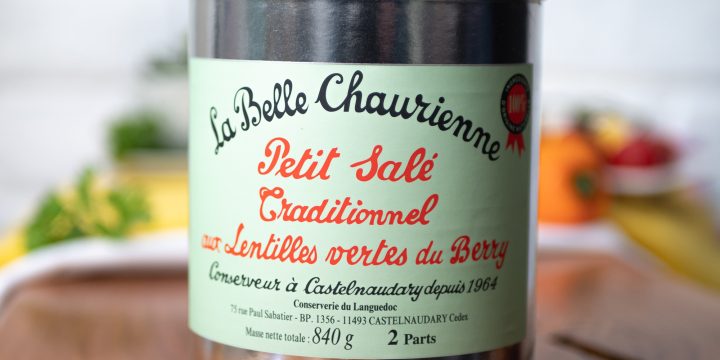 La Belle Chaurienne
100%
Petit Salé
Traditionnel
aux Lentilles vertes du Berry
Conserveur à Castelnaudary depuis 1964
Conserverie du Languedoc
75 rue Paul Sabatier - BP. 1356 - 11493 CASTELNAUDARY Cedex
Masse nette totale : 840 g 2 Parts